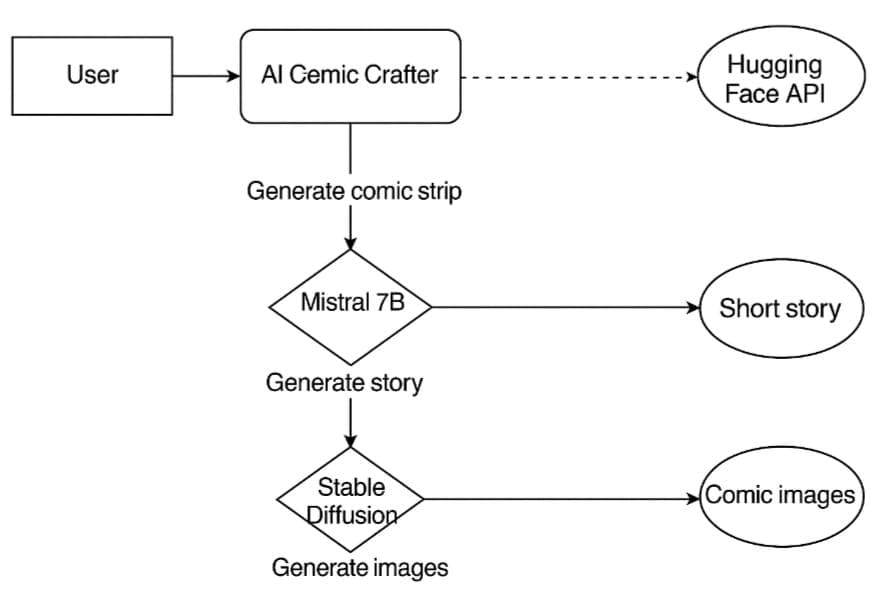 User
AI Cemic Crafter
Hugging
Face API
Generate comic strip
Mistral 7B
Short story
Generate story
Stable
Diffusion
Comic images
Generate images